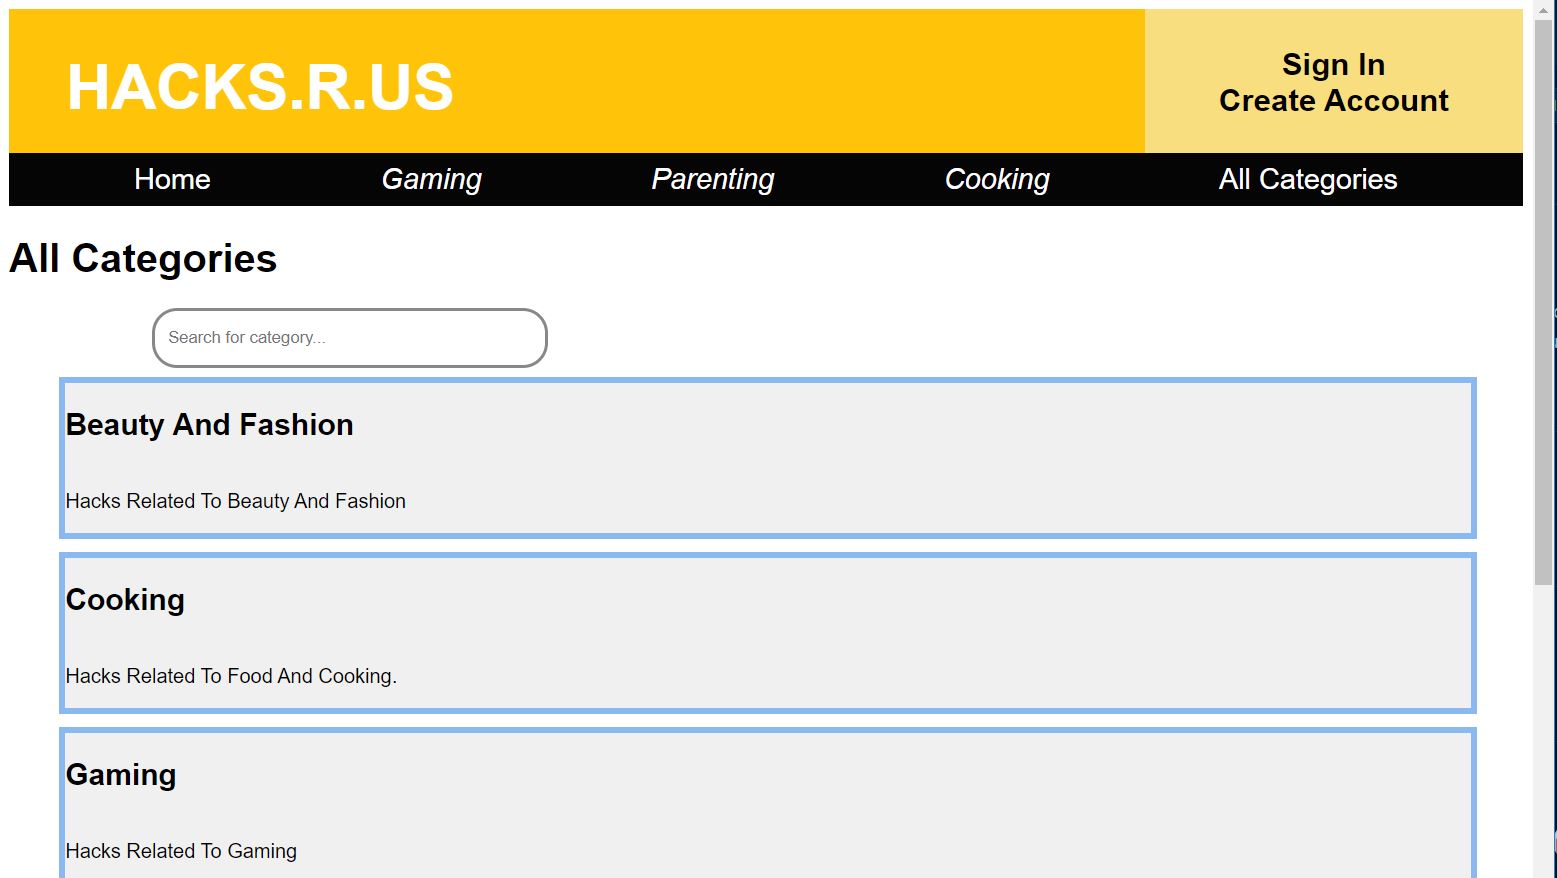 HACKS.R.US
Sign In
Create Account
Home Gaming Parenting Cooking All Categories
All Categories
Search for category...
Beauty And Fashion
Hacks Related To Beauty And Fashion
Cooking
Hacks Related To Food And Cooking.
Gaming
Hacks Related To Gaming